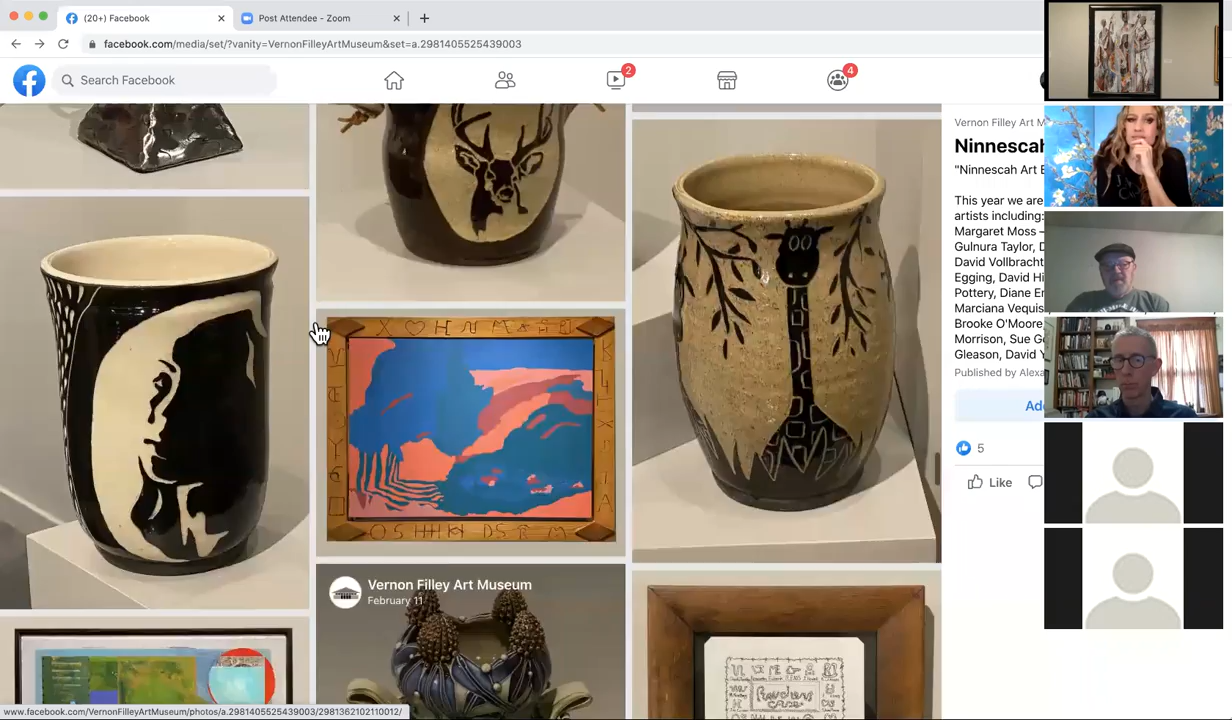 (20+) Facebook
Post Attendee - Zoom
facebook.com/media/set/?vanity=VernonFilleyArtMuseum&set=a.2981405525439003
Search Facebook
2
4
Vernon Filley Art M
Ninnescah
"Ninnescah Art E
This year we are
artists including:
Margaret Moss –
Gulnura Taylor, D
David Vollbracht
Egging, David Hi
Pottery, Diane En
Marciana Vequis
Brooke O'Moore,
Morrison, Sue Ge
Gleason, David Y
Published by Alexa
Add
5
Like
Vernon Filley Art Museum
February 11
www.facebook.com/VernonFilleyArtMuseum/photos/a.2981405525439003/2981362102110012/